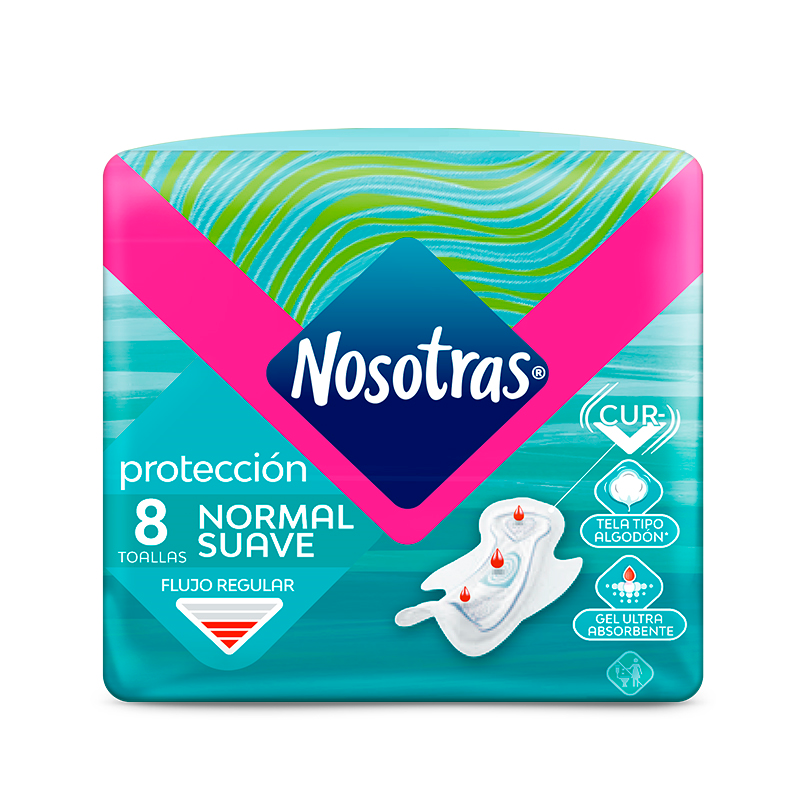 Nosotras®
CUR-
protección
8
TOALLAS
NORMAL
SUAVE
FLUJO REGULAR
TELA TIPO
ALGODÓN*
GEL ULTRA
ABSORBENTE